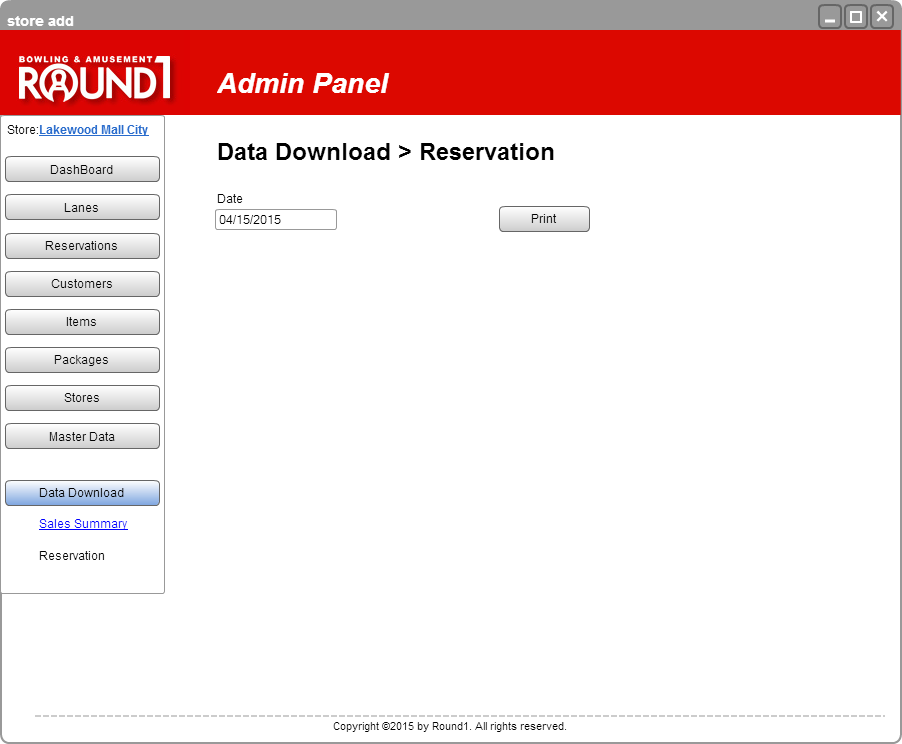 store add
BOWLING & AMUSEMENT
ROUND1
Admin Panel
Store:Lakewood Mall City
DashBoard
Lanes
Reservations
Customers
Items
Packages
Stores
Master Data
Data Download
Sales Summary
Reservation
Data Download > Reservation
Date
04/15/2015
Print
Copyright ©2015 by Round1. All rights reserved.